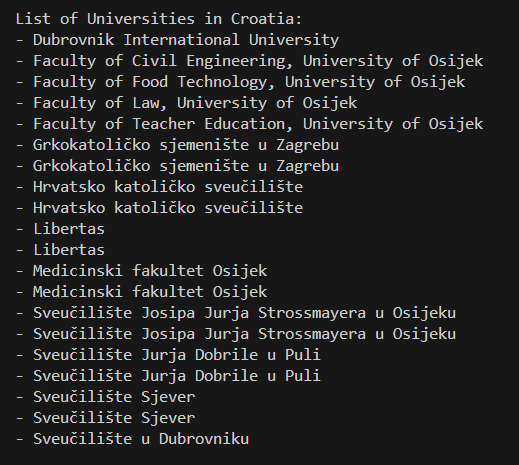 List of Universities in Croatia:
- Dubrovnik International University
- Faculty of Civil Engineering, University of Osijek
- Faculty of Food Technology, University of Osijek
- Faculty of Law, University of Osijek
- Faculty of Teacher Education, University of Osijek
- Grkokatoličko sjemenište u Zagrebu
- Grkokatoličko sjemenište u Zagrebu
- Hrvatsko katoličko sveučilište
- Hrvatsko katoličko sveučilište
- Libertas
- Libertas
- Medicinski fakultet Osijek
- Medicinski fakultet Osijek
- Sveučilište Josipa Jurja Strossmayera u Osijeku
- Sveučilište Josipa Jurja Strossmayera u Osijeku
- Sveučilište Jurja Dobrile u Puli
- Sveučilište Jurja Dobrile u Puli
- Sveučilište Sjever
- Sveučilište Sjever
- Sveučilište u Dubrovniku